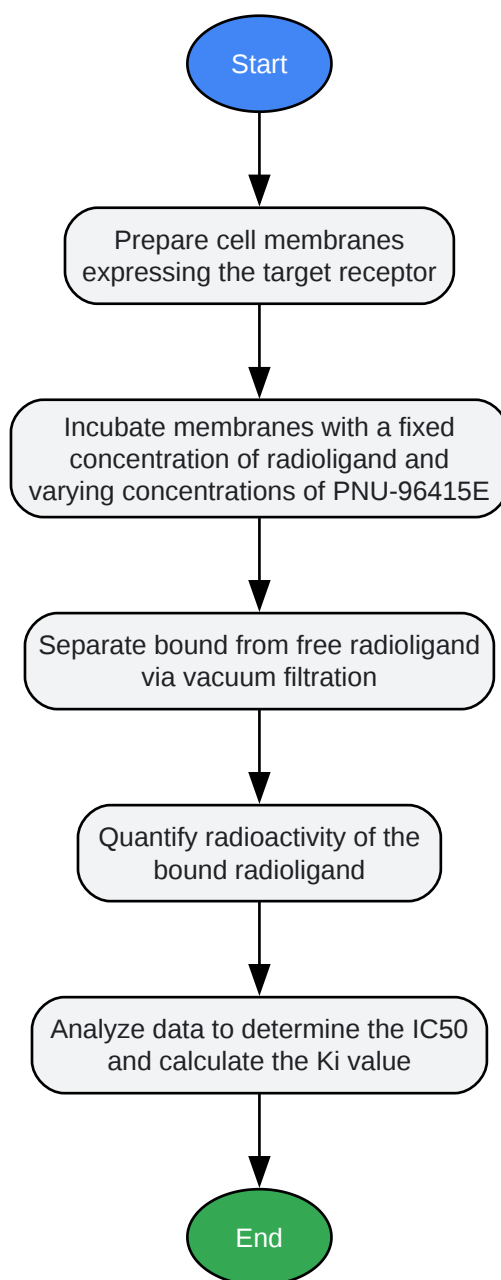 Start
Prepare cell membranes
expressing the target receptor
Incubate membranes with a fixed
concentration of radioligand and
varying concentrations of PNU-96415E
Separate bound from free radioligand
via vacuum filtration
Quantify radioactivity of the
bound radioligand
Analyze data to determine the IC50
and calculate the Ki value
End